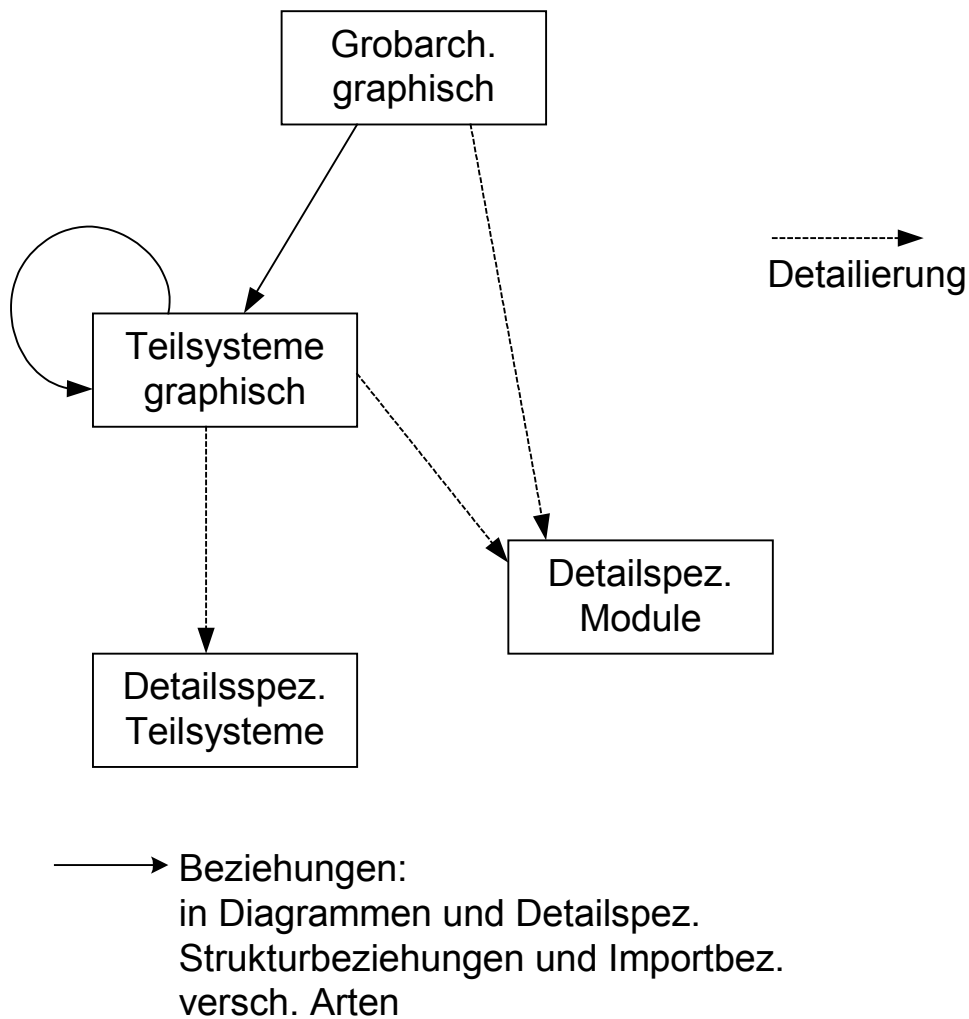 Grobarch.
graphisch
Detailierung
Teilsysteme
graphisch
Detailspez.
Module
Detailsspez.
Teilsysteme
Beziehungen:
in Diagrammen und Detailspez.
Strukturbeziehungen und Importbez.
versch. Arten